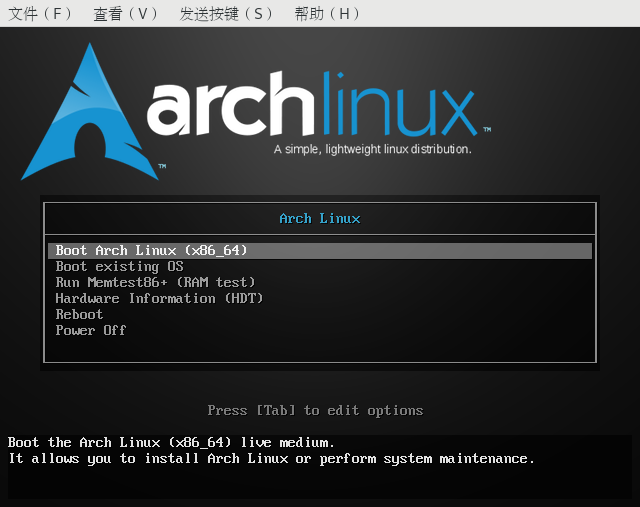 文件（F） 查看（V） 发送按键（S） 帮助（H）
archlinux™
A simple, lightweight linux distribution.
™
Arch Linux
Boot Arch Linux (x86_64)
Boot existing OS
Run Memtest86+ (RAM test)
Hardware Information (HDT)
Reboot
Power Off
Press [Tab] to edit options
Boot the Arch Linux (x86_64) live medium.
It allows you to install Arch Linux or perform system maintenance.